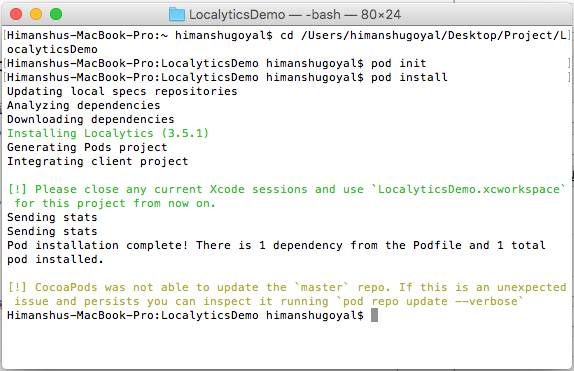 LocalyticsDemo — -bash — 80×24
[Himanshus-MacBook-Pro:~ himanshugoyal$ cd /Users/himanshugoyal/Desktop/Project/L]
ocalyticsDemo
[Himanshus-MacBook-Pro:LocalyticsDemo himanshugoyal$ pod init ]
[Himanshus-MacBook-Pro:LocalyticsDemo himanshugoyal$ pod install ]
Updating local specs repositories
Analyzing dependencies
Downloading dependencies
Installing Localytics (3.5.1)
Generating Pods project
Integrating client project
[!] Please close any current Xcode sessions and use `LocalyticsDemo.xcworkspace`
for this project from now on.
Sending stats
Sending stats
Pod installation complete! There is 1 dependency from the Podfile and 1 total
pod installed.
[!] CocoaPods was not able to update the `master` repo. If this is an unexpected
issue and persists you can inspect it running `pod repo update --verbose`
Himanshus-MacBook-Pro:LocalyticsDemo himanshugoyal$